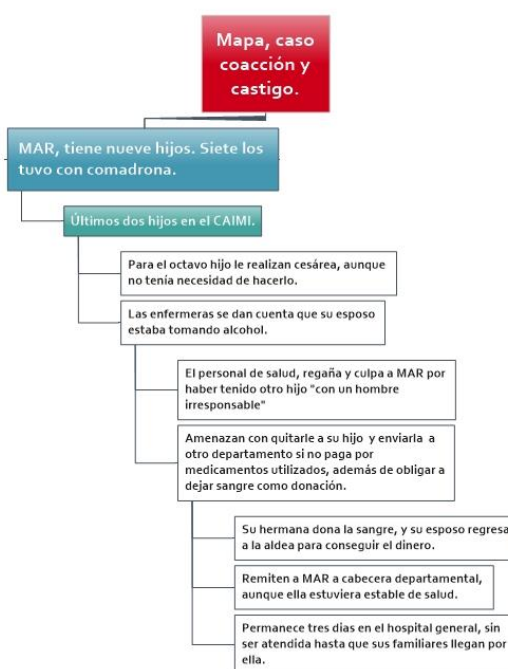 Mapa, caso
coacción y
castigo.
MAR, tiene nueve hijos. Siete los
tuvo con comadrona.
Últimos dos hijos en el CAIMI.
Para el octavo hijo le realizan cesárea, aunque
no tenía necesidad de hacerlo.
Las enfermeras se dan cuenta que su esposo
estaba tomando alcohol.
El personal de salud, regaña y culpa a MAR por
haber tenido otro hijo "con un hombre
irresponsable"
Amenazan con quitarle a su hijo y enviarla a
otro departamento si no paga por
medicamentos utilizados, además de obligar a
dejar sangre como donación.
Su hermana dona la sangre, y su esposo regresa
a la aldea para conseguir el dinero.
Remiten a MAR a cabecera departamental,
aunque ella estuviera estable de salud.
Permanece tres dias en el hospital general, sin
ser atendida hasta que sus familiares llegan por
ella.